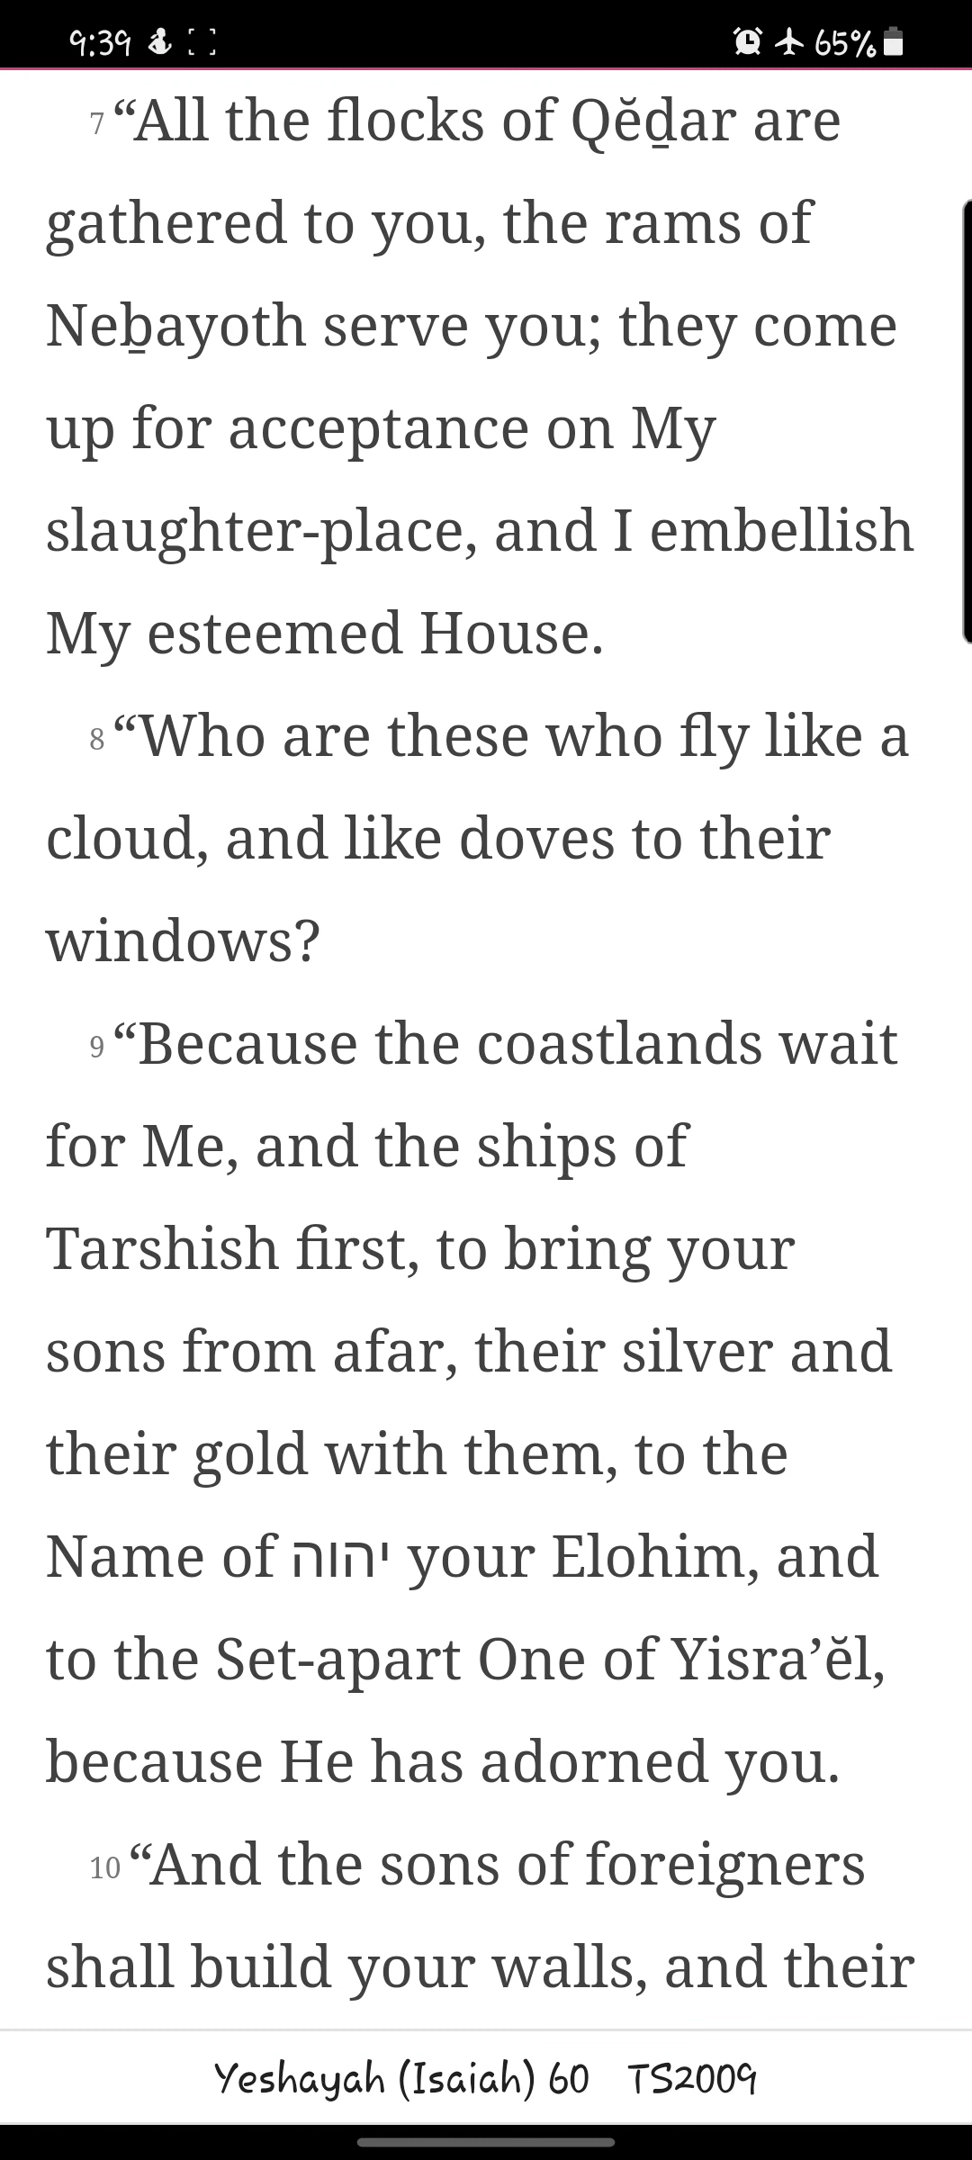 9:39 65%
7 “All the flocks of Qĕḏar are
gathered to you, the rams of
Neḇayoth serve you; they come
up for acceptance on My
slaughter-place, and I embellish
My esteemed House.
8 “Who are these who fly like a
cloud, and like doves to their
windows?
9 “Because the coastlands wait
for Me, and the ships of
Tarshish first, to bring your
sons from afar, their silver and
their gold with them, to the
Name of יהוה your Elohim, and
to the Set-apart One of Yisra’ĕl,
because He has adorned you.
10 “And the sons of foreigners
shall build your walls, and their
Yeshayah (Isaiah) 60 TS2009